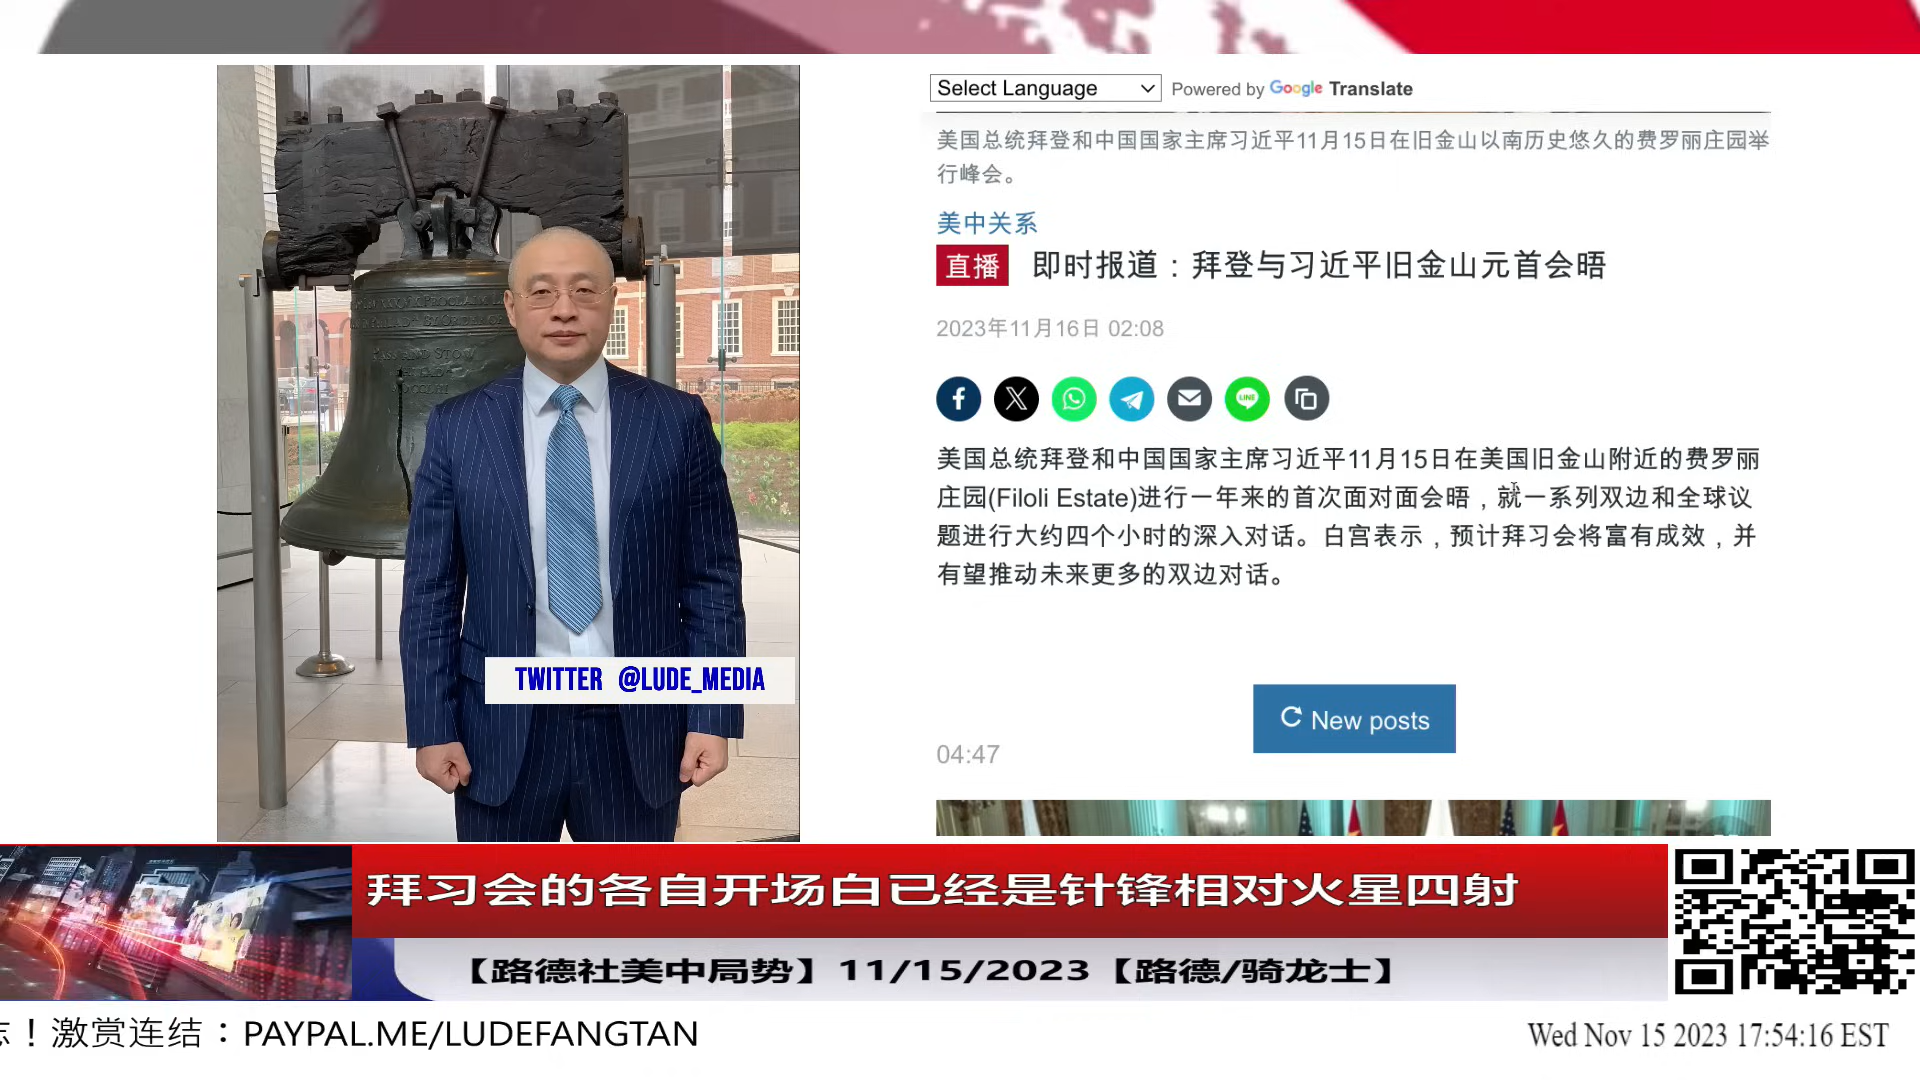 Select Language
Powered by Google Translate
美国总统拜登和中国国家主席习近平11月15日在旧金山以南历史悠久的费罗丽庄园举
行峰会。
美中关系
直播 即时报道：拜登与习近平旧金山元首会晤
2023年11月16日 02:08
LINE
美国总统拜登和中国国家主席习近平11月15日在美国旧金山附近的费罗丽
庄园(Filoli Estate)进行一年来的首次面对面会晤，就一系列双边和全球议
题进行大约四个小时的深入对话。白宫表示，预计拜习会将富有成效，并
有望推动未来更多的双边对话。
New posts
04:47
PASS AND STOW
TWITTER @LUDE_MEDIA
拜习会的各自开场白已经是针锋相对火星四射
【路德社美中局势】11/15/2023【路德/骑龙士】
！激赏连结：PAYPAL.ME/LUDEFANGTAN
Wed Nov 15 2023 17:54:16 EST